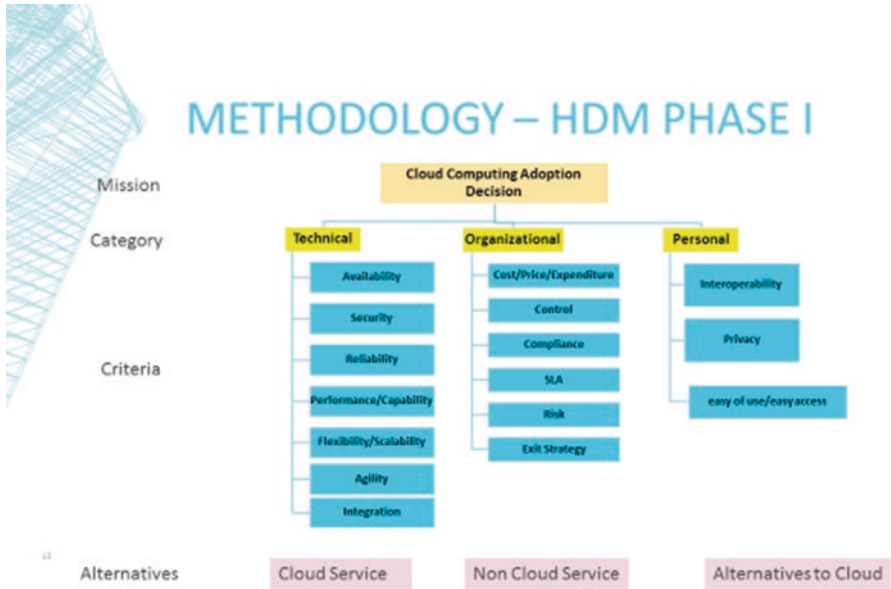 METHODOLOGY – HDM PHASE I
Mission
Cloud Computing Adoption
Decision
Category
Technical
Organizational
Personal
Criteria
Availability
Security
Reliability
Performance/Capability
Flexibility/Scalability
Agility
Integration
Cost/Price/Expenditure
Control
Compliance
SLA
Risk
Exit Strategy
Interoperability
Privacy
easy of use/easy access
12
Alternatives
Cloud Service
Non Cloud Service
Alternatives to Cloud